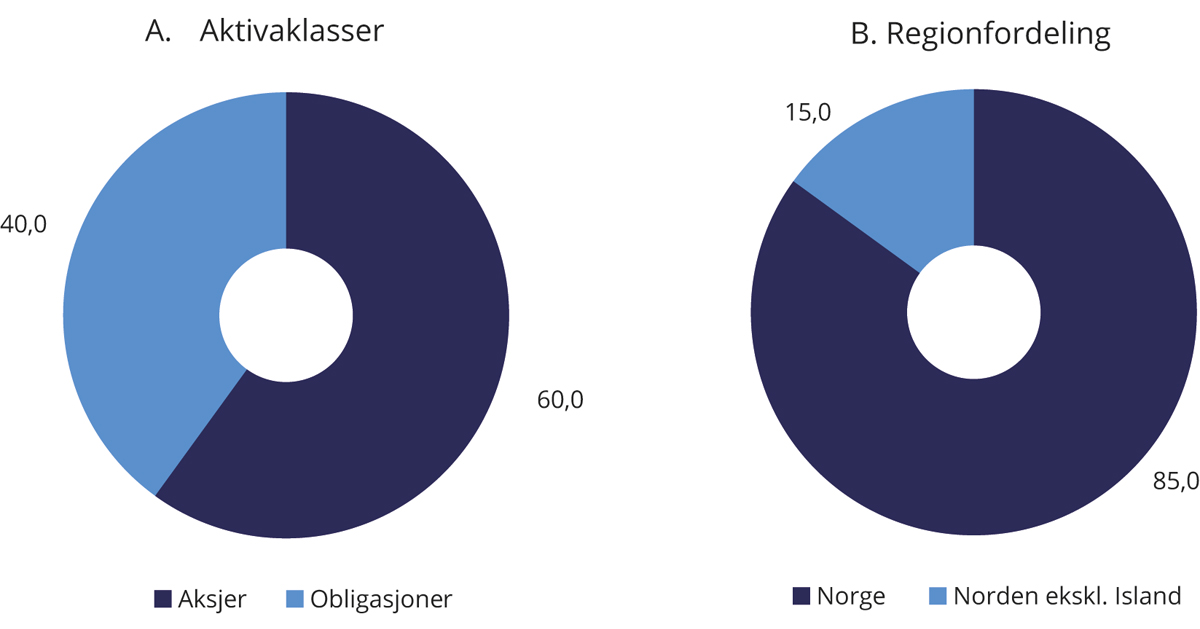 A. Aktivaklasser
40,0
60,0
Aksjer
Obligasjoner
B. Regionfordeling
15,0
85,0
Norge
Norden ekskl. Island